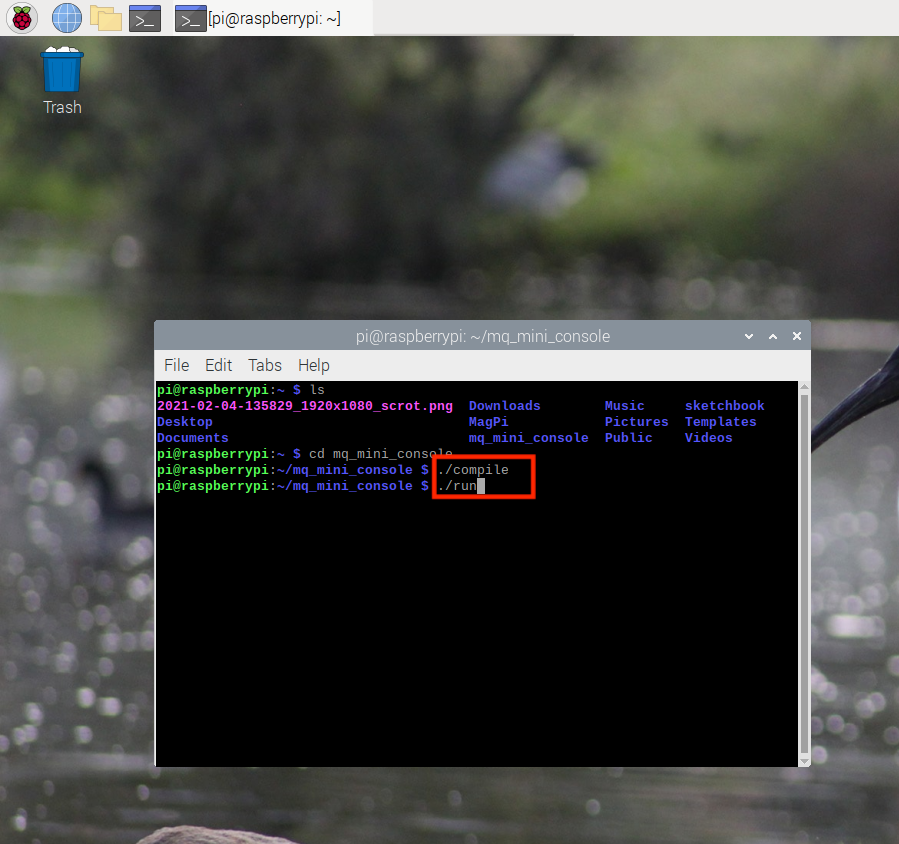 [pi@raspberrypi: ~]
Trash
pi@raspberrypi: ~/mq_mini_console
File Edit Tabs Help
pi@raspberrypi:~ $ ls
2021-02-04-135829_1920x1080_scrot.png  Downloads        Music     sketchbook
Desktop                                MagPi            Pictures  Templates
Documents                              mq_mini_console  Public    Videos
pi@raspberrypi:~ $ cd mq_mini_console
pi@raspberrypi:~/mq_mini_console $ ./compile
pi@raspberrypi:~/mq_mini_console $ ./run